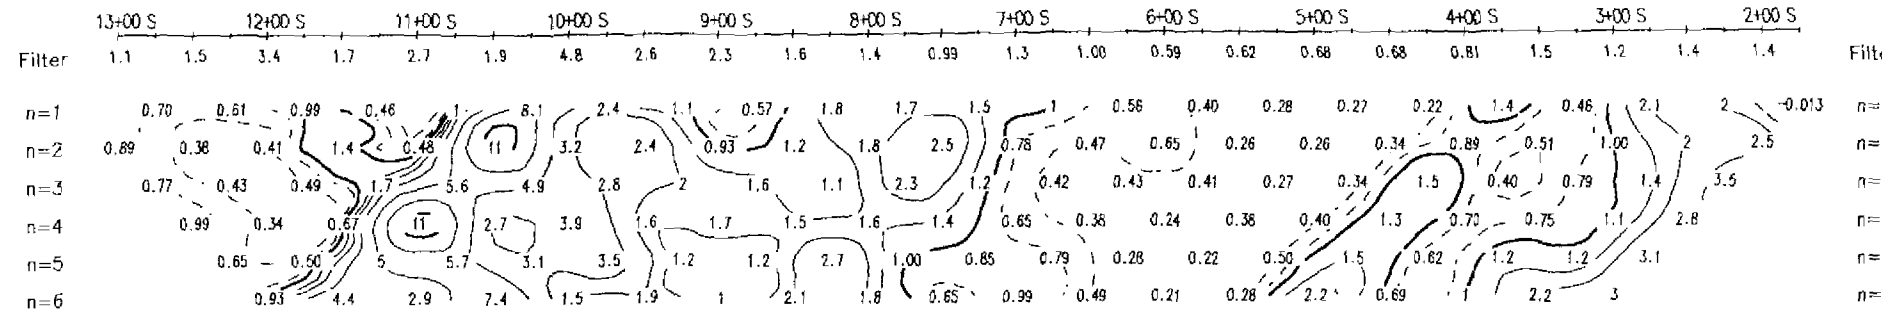 13+00 S 12+00 S 11+00 S 10+00 S 9+00 S 8+00 S 7+00 S 6+00 S 5+00 S 4+00 S 3+00 S 2+00 S
Filter 1.1 1.5 3.4 1.7 2.7 1.9 4.8 2.6 2.3 1.6 1.4 0.99 1.3 1.00 0.59 0.62 0.68 0.68 0.81 1.5 1.2 1.4 1.4 Filte
n=1 0.70 0.61 0.99 0.46 1 8.1 2.4 1.1 0.57 1.8 1.7 1.5 1 0.56 0.40 0.28 0.27 0.22 1.4 0.46 2.1 2 -0.013 n=
n=2 0.89 0.38 0.41 1.4 0.48 11 3.2 2.4 0.93 1.2 1.8 2.5 0.78 0.47 0.65 0.26 0.26 0.34 0.89 0.51 1.00 2 2.5 n=
n=3 0.77 0.43 0.49 1.7 5.6 4.9 2.8 2 1.6 1.1 2.3 1.2 0.42 0.43 0.41 0.27 0.34 1.5 0.40 0.79 1.4 3.5 n=
n=4 0.99 0.34 0.67 11 2.7 3.9 1.6 1.7 1.5 1.6 1.4 0.65 0.38 0.24 0.38 0.40 1.3 0.70 0.75 1.1 2.8 n=
n=5 0.65 0.50 5 5.7 3.1 3.5 1.2 1.2 2.7 1.00 0.85 0.79 0.28 0.22 0.50 1.5 0.62 1.2 1.2 3.1 n=
n=6 0.93 4.4 2.9 7.4 1.5 1.9 1 2.1 1.8 0.65 0.99 0.49 0.21 0.28 2.2 0.69 1 2.2 3 n=